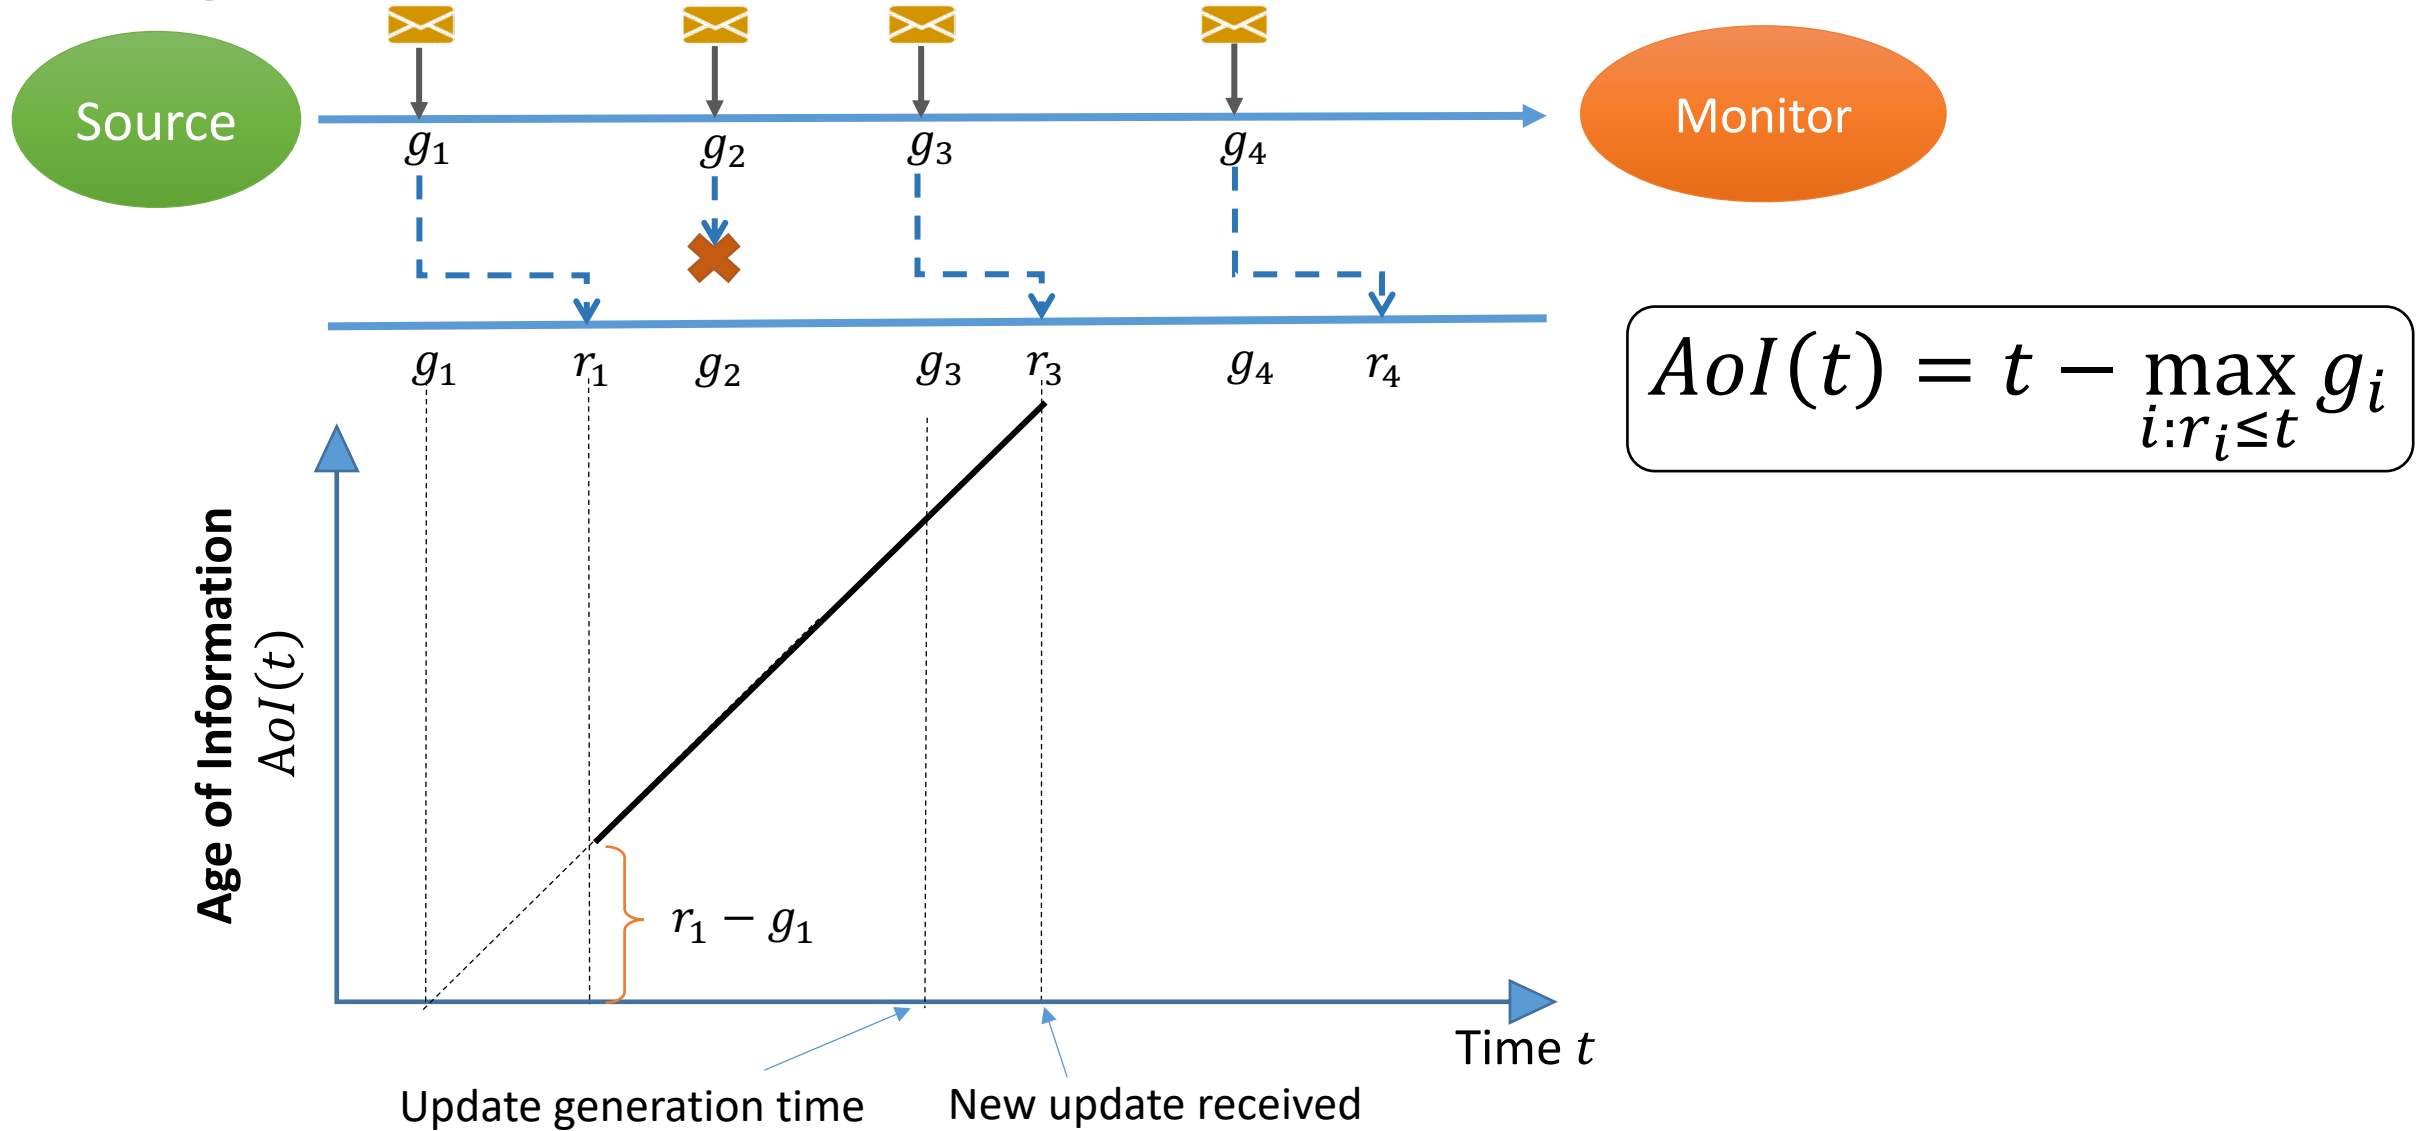 Source
Monitor
g₁ g₂ g₃ g₄
g₁ r₁ g₂ g₃ r₃ g₄ r₄
AoI(t) = t − max g_i
i:r_i≤t
Age of Information
AoI(t)
r₁ − g₁
Time t
Update generation time
New update received